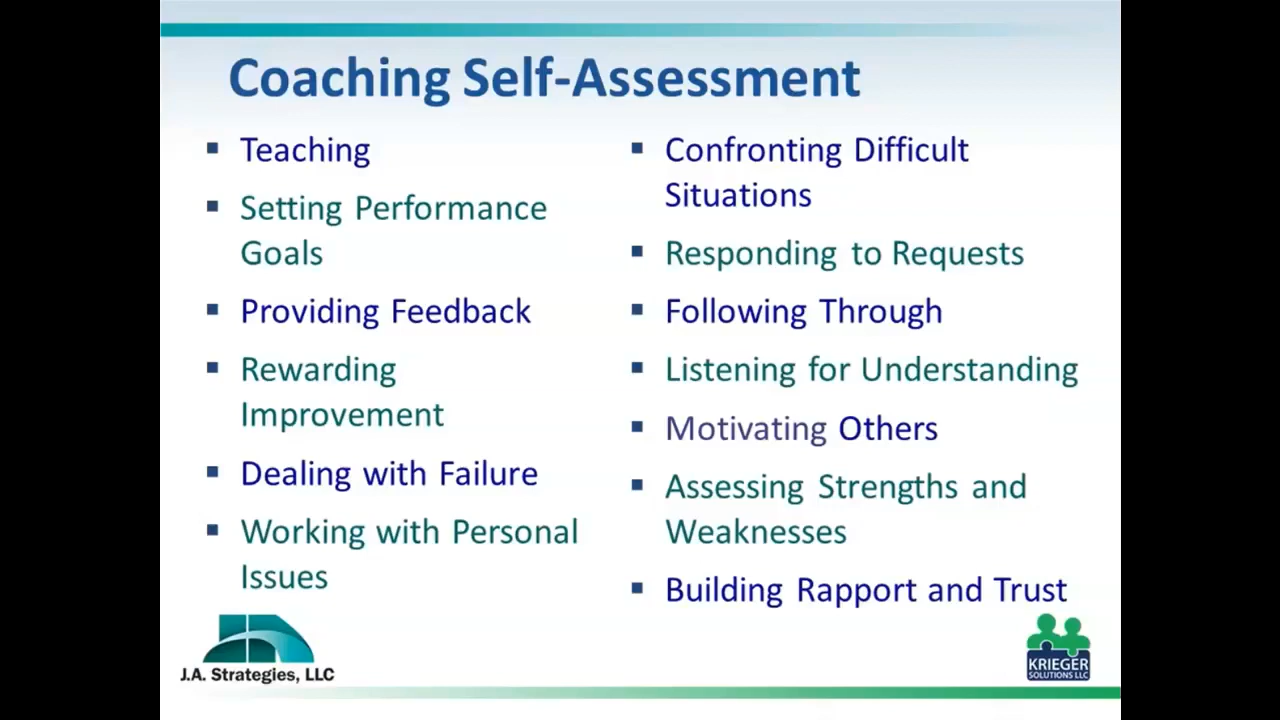 Coaching Self-Assessment
▪ Teaching
▪ Setting Performance
Goals
▪ Providing Feedback
▪ Rewarding
Improvement
▪ Dealing with Failure
▪ Working with Personal
Issues
▪ Confronting Difficult
Situations
▪ Responding to Requests
▪ Following Through
▪ Listening for Understanding
▪ Motivating Others
▪ Assessing Strengths and
Weaknesses
▪ Building Rapport and Trust
J.A. Strategies, LLC
KRIEGER
SOLUTIONS LLC